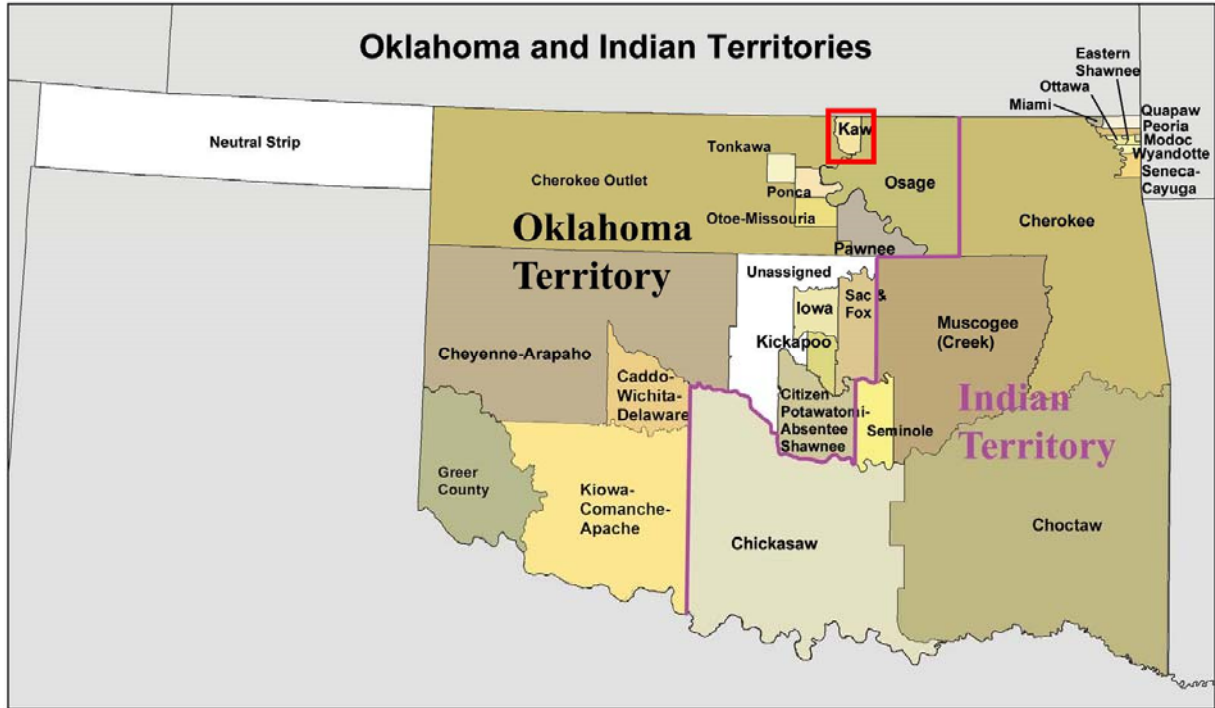 Oklahoma and Indian Territories
Eastern
Shawnee
Ottawa
Miami
Quapaw
Peoria
Modoc
Wyandotte
Seneca-
Cayuga
Neutral Strip
Kaw
Tonkawa
Cherokee Outlet
Ponca
Osage
Otoe-Missouria
Cherokee
Oklahoma
Territory
Pawnee
Unassigned
Iowa
Sac &
Fox
Muscogee
(Creek)
Kickapoo
Cheyenne-Arapaho
Caddo-
Wichita-
Delaware
Citizen
Potawatomi-
Absentee
Shawnee
Seminole
Indian
Territory
Greer
County
Kiowa-
Comanche-
Apache
Chickasaw
Choctaw